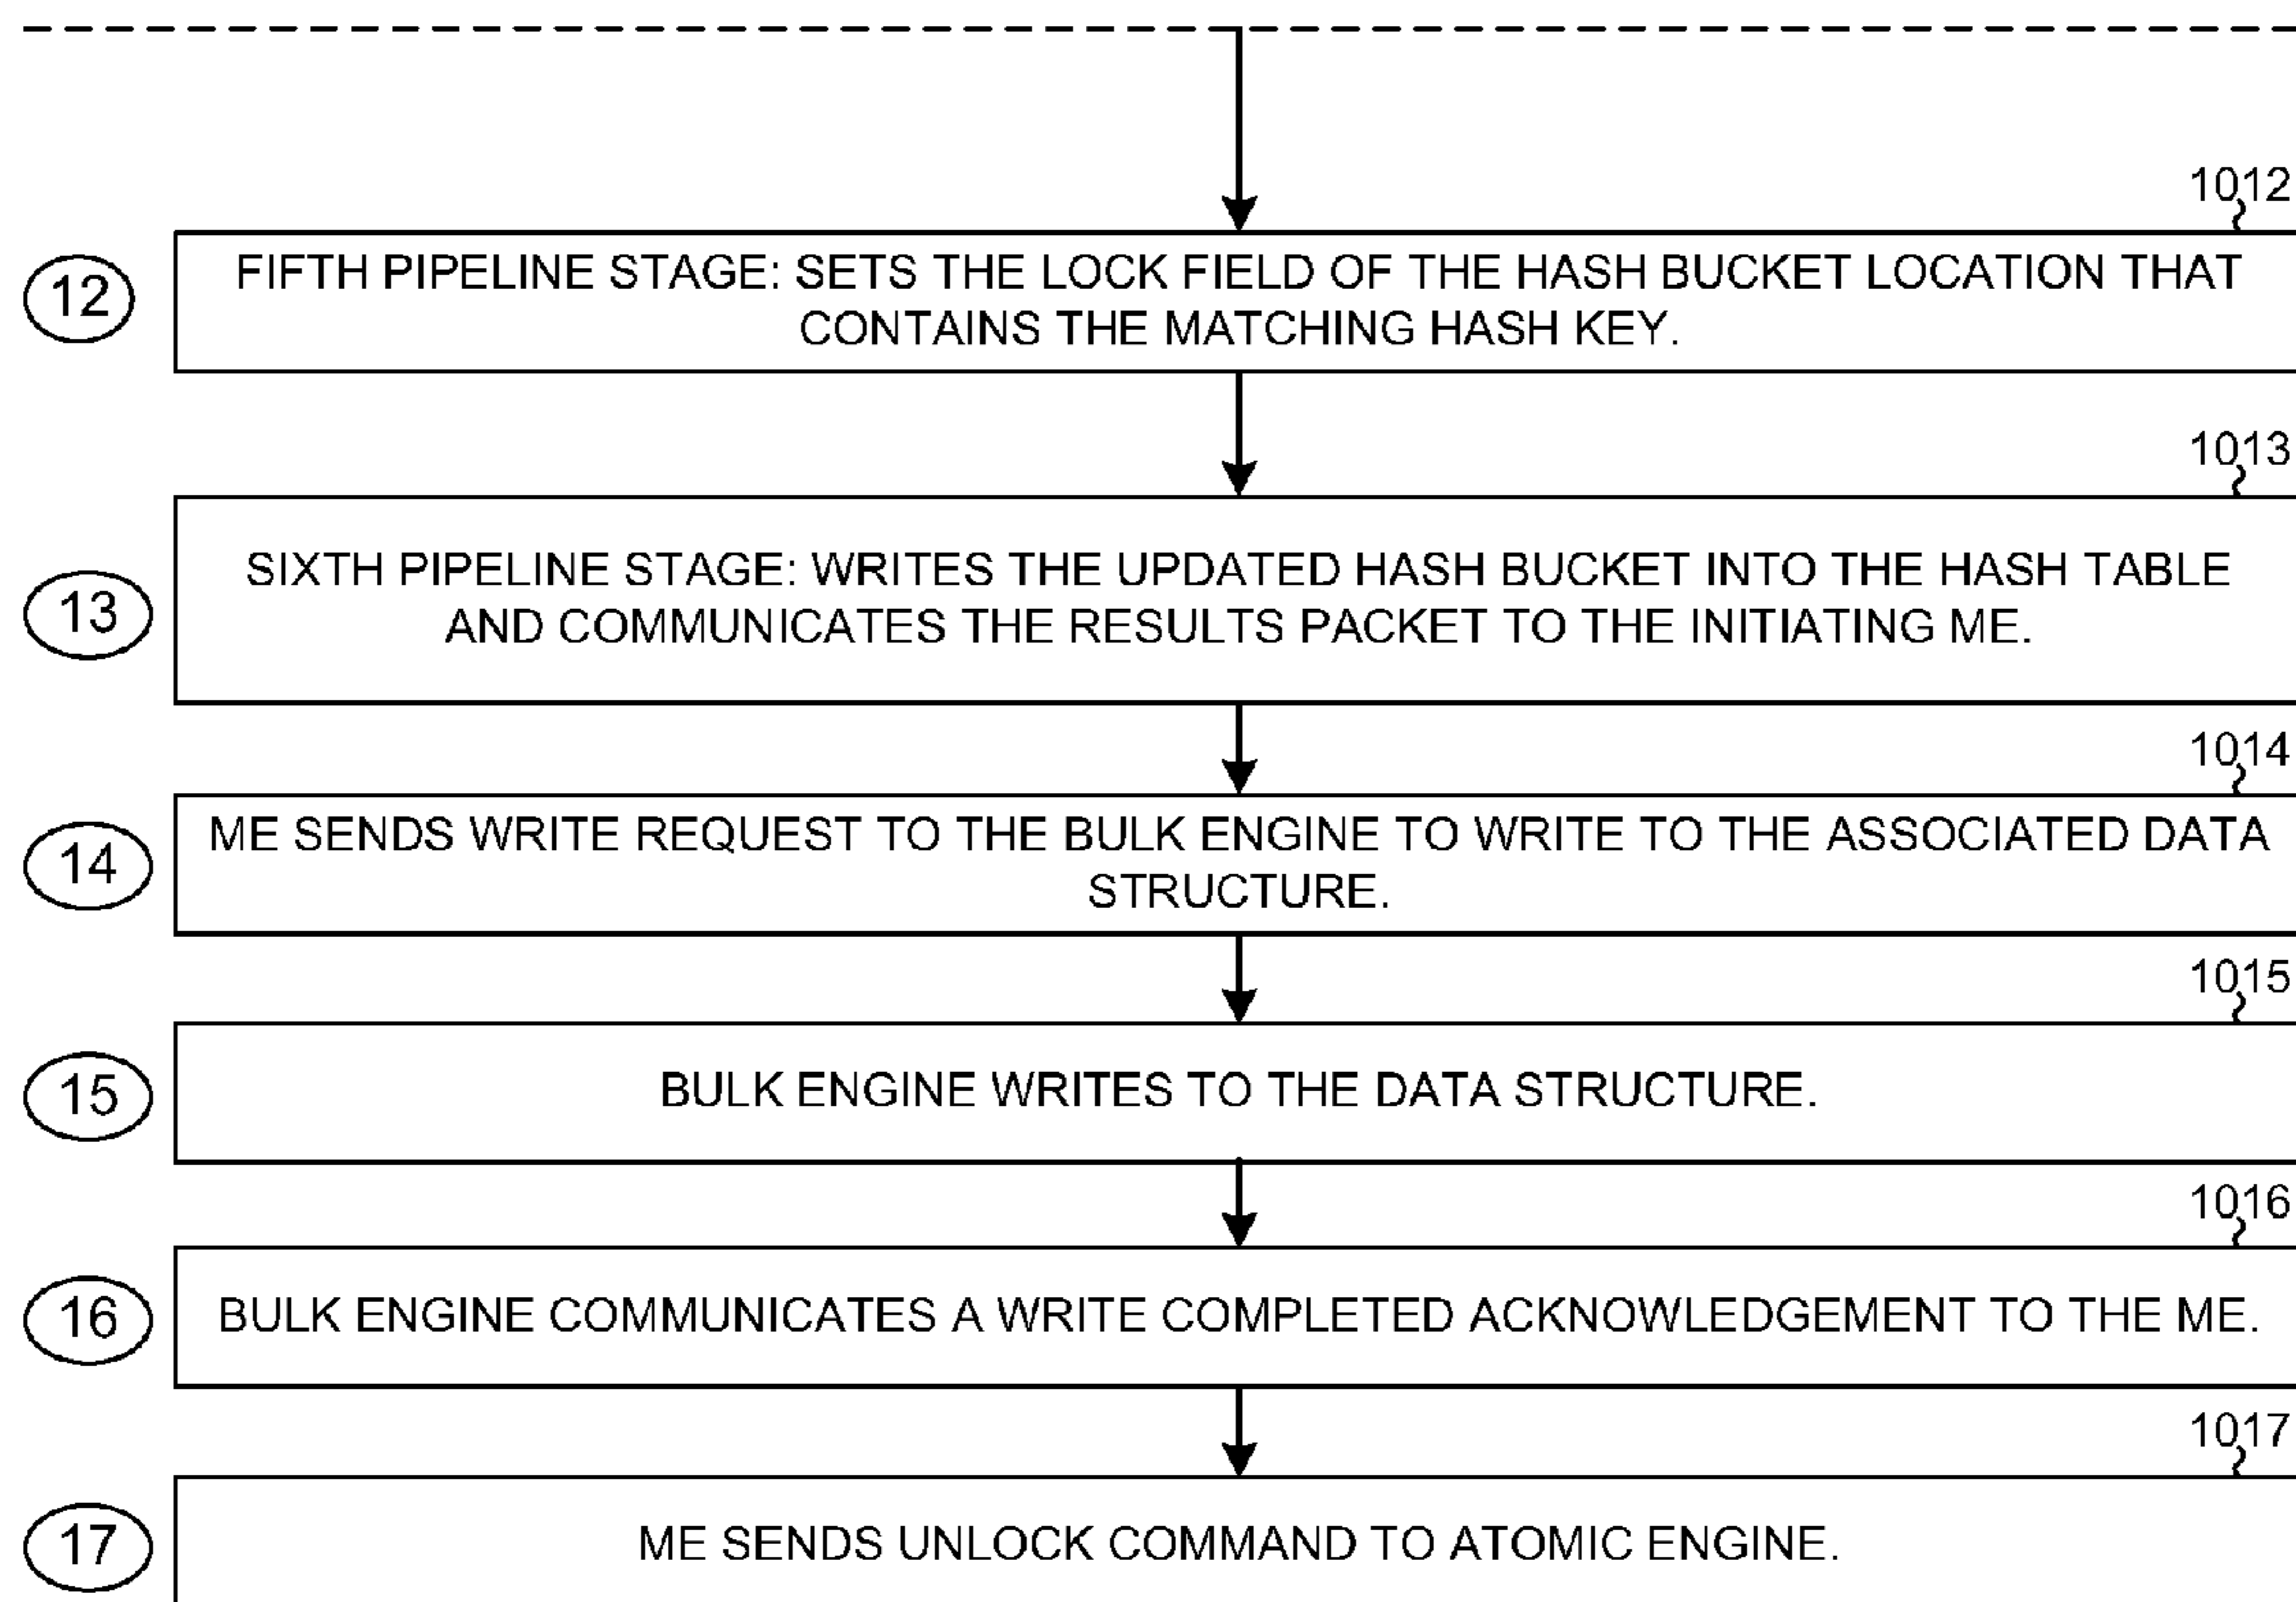 1012
12
FIFTH PIPELINE STAGE: SETS THE LOCK FIELD OF THE HASH BUCKET LOCATION THAT
CONTAINS THE MATCHING HASH KEY.
1013
13
SIXTH PIPELINE STAGE: WRITES THE UPDATED HASH BUCKET INTO THE HASH TABLE
AND COMMUNICATES THE RESULTS PACKET TO THE INITIATING ME.
1014
14
ME SENDS WRITE REQUEST TO THE BULK ENGINE TO WRITE TO THE ASSOCIATED DATA
STRUCTURE.
1015
15
BULK ENGINE WRITES TO THE DATA STRUCTURE.
1016
16
BULK ENGINE COMMUNICATES A WRITE COMPLETED ACKNOWLEDGEMENT TO THE ME.
1017
17
ME SENDS UNLOCK COMMAND TO ATOMIC ENGINE.